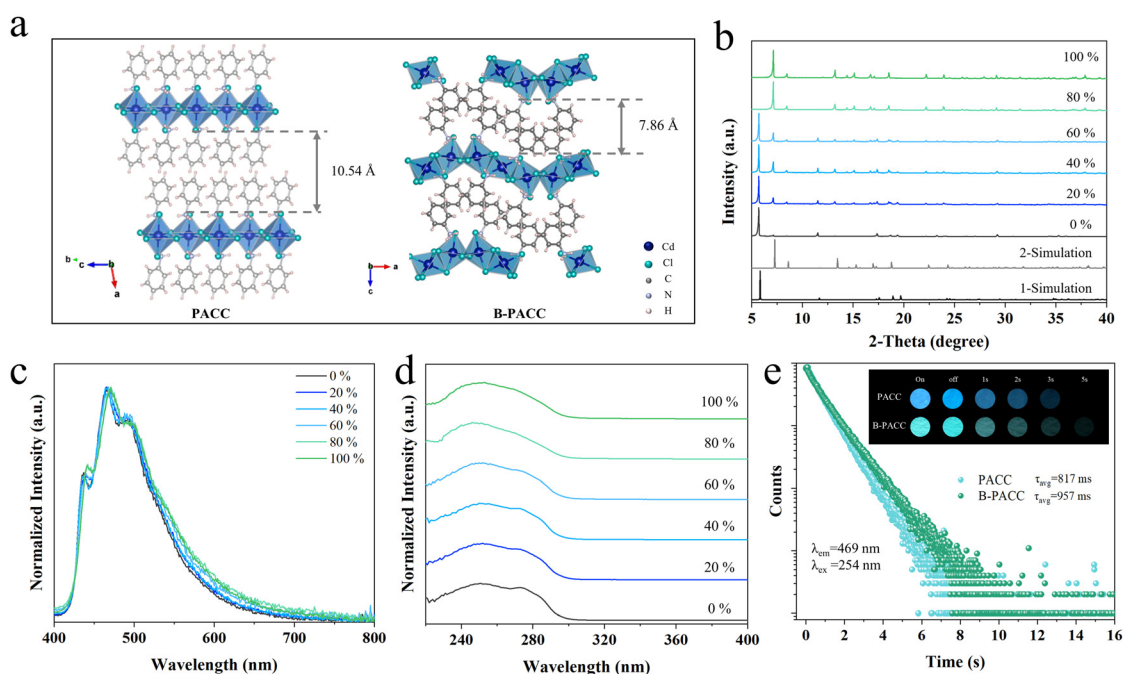 a
10.54 Å
7.86 Å
b
c
b
a
b
a
c
Cd
Cl
C
N
H
PACC
B-PACC
b
Intensity (a.u.)
100 %
80 %
60 %
40 %
20 %
0 %
2-Simulation
1-Simulation
5 10 15 20 25 30 35 40
2-Theta (degree)
c
Normalized Intensity (a.u.)
0 %
20 %
40 %
60 %
80 %
100 %
400 500 600 700 800
Wavelength (nm)
d
Normalized Intensity (a.u.)
100 %
80 %
60 %
40 %
20 %
0 %
240 280 320 360 400
Wavelength (nm)
e
Counts
On off 1s 2s 3s 5s
PACC
B-PACC
PACC τavg=817 ms
B-PACC τavg=957 ms
λem=469 nm
λex=254 nm
0 2 4 6 8 10 12 14 16
Time (s)